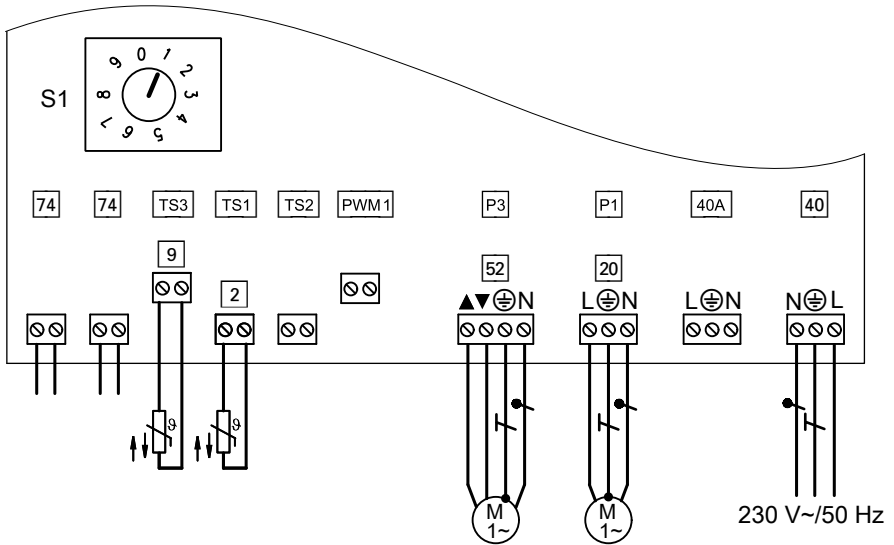 S1
0 1 2 3 4 5 6 7 8 9
74 74 TS3 TS1 TS2 PWM1 P3 P1 40A 40
9 52 20
2
▲▼⏚N L⏚N L⏚N N⏚L
ϑ ϑ
M M
1~ 1~
230 V~/50 Hz